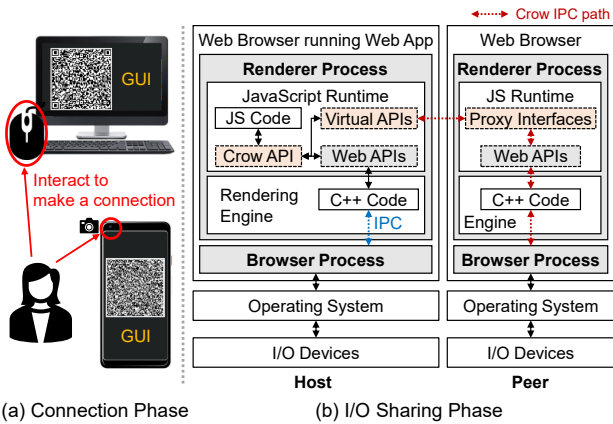 Crow IPC path
GUI
Interact to
make a connection
GUI
(a) Connection Phase
Web Browser running Web App
Renderer Process
JavaScript Runtime
JS Code
Virtual APIs
Crow API
Web APIs
Rendering
Engine
C++ Code
IPC
Browser Process
Operating System
I/O Devices
Host
Web Browser
Renderer Process
JS Runtime
Proxy Interfaces
Web APIs
C++ Code
Engine
Browser Process
Operating System
I/O Devices
Peer
(b) I/O Sharing Phase